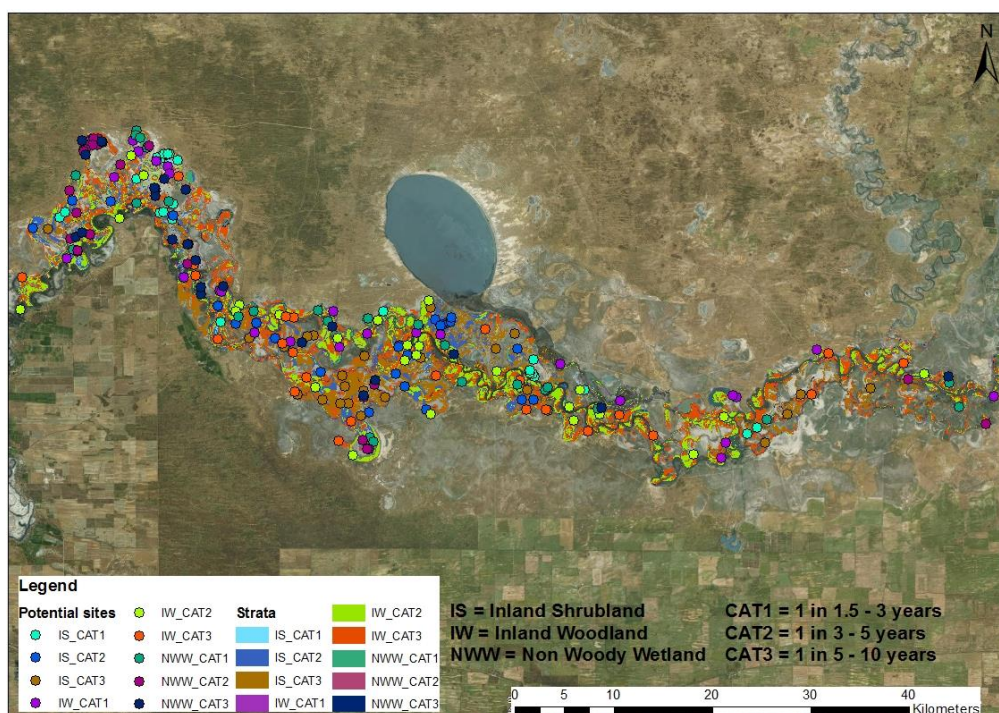 N
Legend
Potential sites
IS_CAT1
IS_CAT2
IS_CAT3
IW_CAT1
IW_CAT2
IW_CAT3
NWW_CAT1
NWW_CAT2
NWW_CAT3
Strata
IS_CAT1
IS_CAT2
IS_CAT3
IW_CAT1
IW_CAT2
IW_CAT3
NWW_CAT1
NWW_CAT2
NWW_CAT3
IS = Inland Shrubland
IW = Inland Woodland
NWW = Non Woody Wetland
CAT1 = 1 in 1.5 - 3 years
CAT2 = 1 in 3 - 5 years
CAT3 = 1 in 5 - 10 years
0 5 10 20 30 40
Kilometers